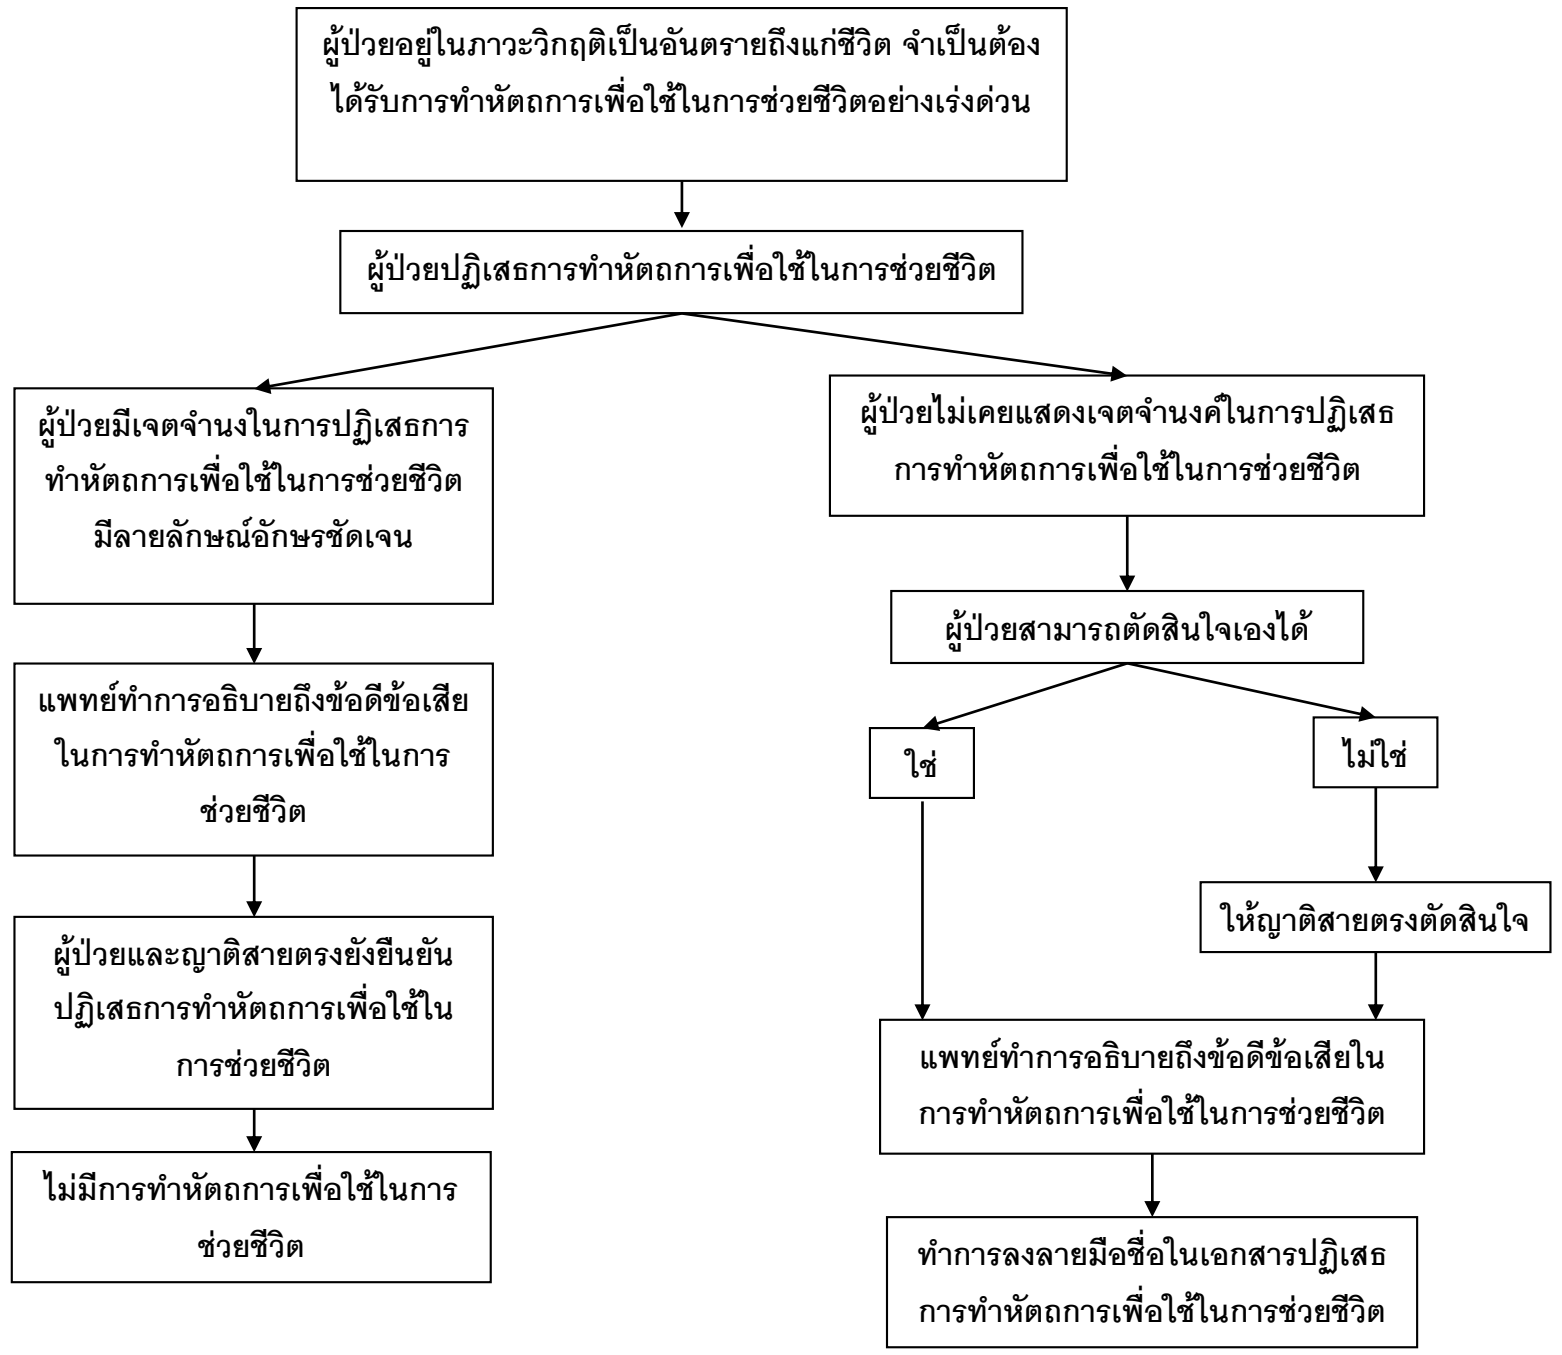 ผู้ป่วยอยู่ในภาวะวิกฤติเป็นอันตรายถึงแก่ชีวิต จำเป็นต้อง
ได้รับการทำหัตถการเพื่อใช้ในการช่วยชีวิตอย่างเร่งด่วน
ผู้ป่วยปฏิเสธการทำหัตถการเพื่อใช้ในการช่วยชีวิต
ผู้ป่วยมีเจตจำนงในการปฏิเสธการ
ทำหัตถการเพื่อใช้ในการช่วยชีวิต
มีลายลักษณ์อักษรชัดเจน
แพทย์ทำการอธิบายถึงข้อดีข้อเสีย
ในการทำหัตถการเพื่อใช้ในการ
ช่วยชีวิต
ผู้ป่วยและญาติสายตรงยังยืนยัน
ปฏิเสธการทำหัตถการเพื่อใช้ใน
การช่วยชีวิต
ไม่มีการทำหัตถการเพื่อใช้ในการ
ช่วยชีวิต
ผู้ป่วยไม่เคยแสดงเจตจำนงค์ในการปฏิเสธ
การทำหัตถการเพื่อใช้ในการช่วยชีวิต
ผู้ป่วยสามารถตัดสินใจเองได้
ใช่
ไม่ใช่
ให้ญาติสายตรงตัดสินใจ
แพทย์ทำการอธิบายถึงข้อดีข้อเสียใน
การทำหัตถการเพื่อใช้ในการช่วยชีวิต
ทำการลงลายมือชื่อในเอกสารปฏิเสธ
การทำหัตถการเพื่อใช้ในการช่วยชีวิต